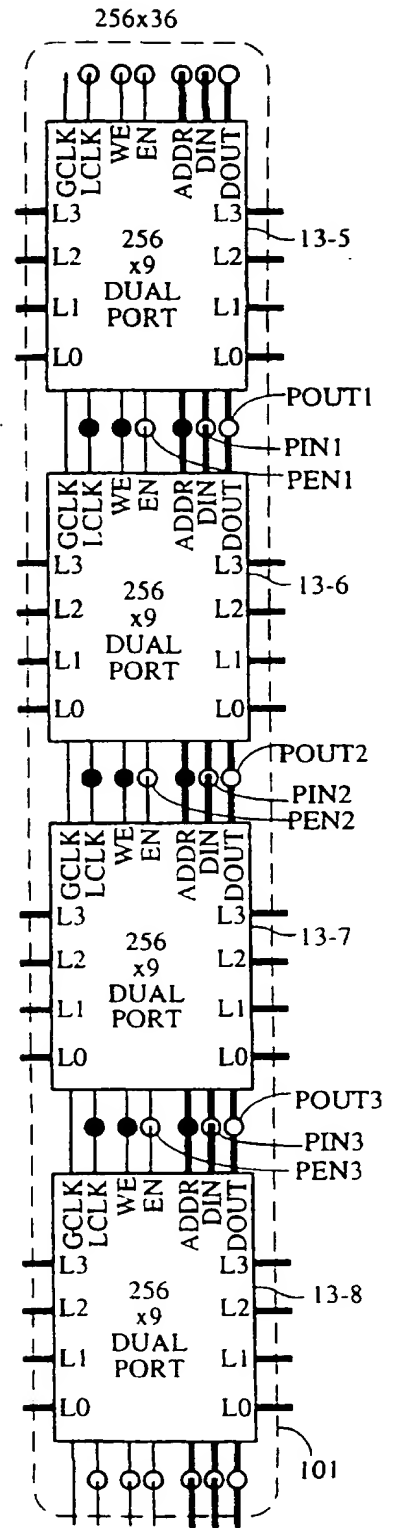 256x36
GCLK LCLK WE EN ADDR DIN DOUT
L3 L3
13-5
L2 256 x9 DUAL PORT L2
L1 L1
L0 L0
POUT1
PIN1
PEN1
GCLK LCLK WE EN ADDR DIN DOUT
L3 L3
13-6
L2 256 x9 DUAL PORT L2
L1 L1
L0 L0
POUT2
PIN2
PEN2
GCLK LCLK WE EN ADDR DIN DOUT
L3 L3
13-7
L2 256 x9 DUAL PORT L2
L1 L1
L0 L0
POUT3
PIN3
PEN3
GCLK LCLK WE EN ADDR DIN DOUT
L3 L3
13-8
L2 256 x9 DUAL PORT L2
L1 L1
L0 L0
101